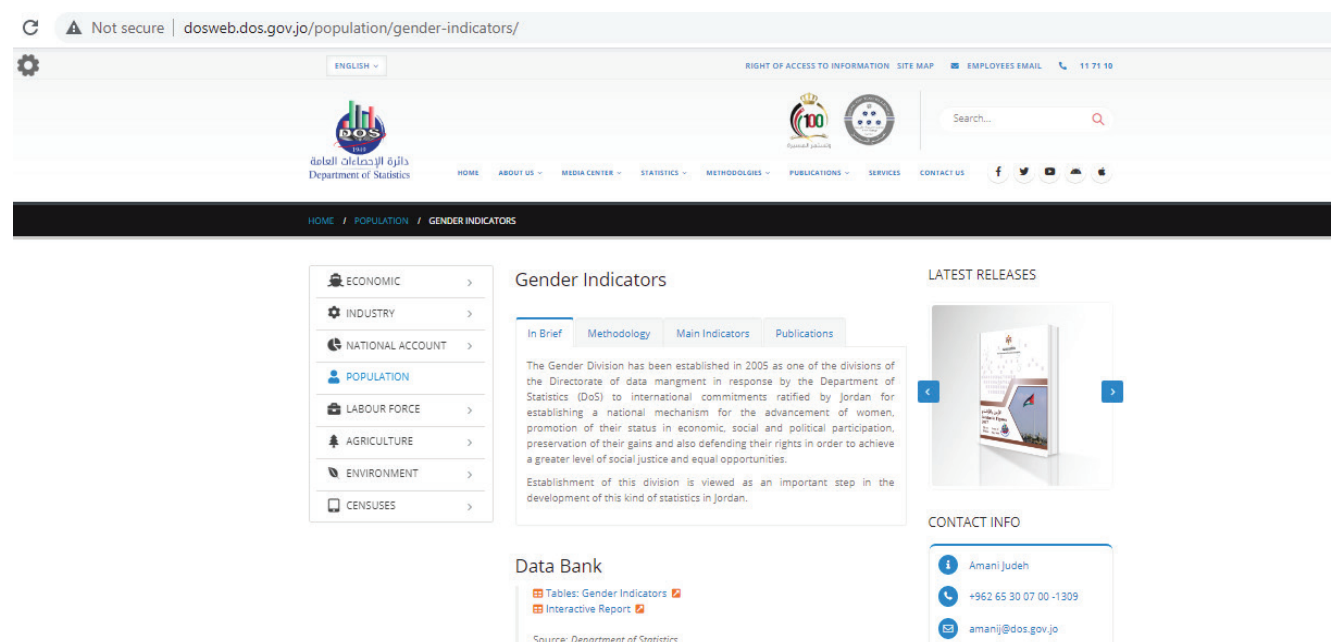 Not secure | dosweb.dos.gov.jo/population/gender-indicators/
ENGLISH
RIGHT OF ACCESS TO INFORMATION SITE MAP EMPLOYEES EMAIL 11 71 10
DOS
دائرة الإحصاءات العامة
Department of Statistics
100
Search...
HOME ABOUT US MEDIA CENTER STATISTICS METHODOLGIES PUBLICATIONS SERVICES CONTACT US
HOME / POPULATION / GENDER INDICATORS
ECONOMIC
INDUSTRY
NATIONAL ACCOUNT
POPULATION
LABOUR FORCE
AGRICULTURE
ENVIRONMENT
CENSUSES
Gender Indicators
In Brief Methodology Main Indicators Publications
The Gender Division has been established in 2005 as one of the divisions of
the Directorate of data mangment in response by the Department of
Statistics (DoS) to international commitments ratified by Jordan for
establishing a national mechanism for the advancement of women,
promotion of their status in economic, social and political participation,
preservation of their gains and also defending their rights in order to achieve
a greater level of social justice and equal opportunities.
Establishment of this division is viewed as an important step in the
development of this kind of statistics in Jordan.
Data Bank
Tables: Gender Indicators
Interactive Report
Source: Department of Statistics
LATEST RELEASES
CONTACT INFO
Amani Judeh
+962 65 30 07 00 -1309
amanij@dos.gov.jo